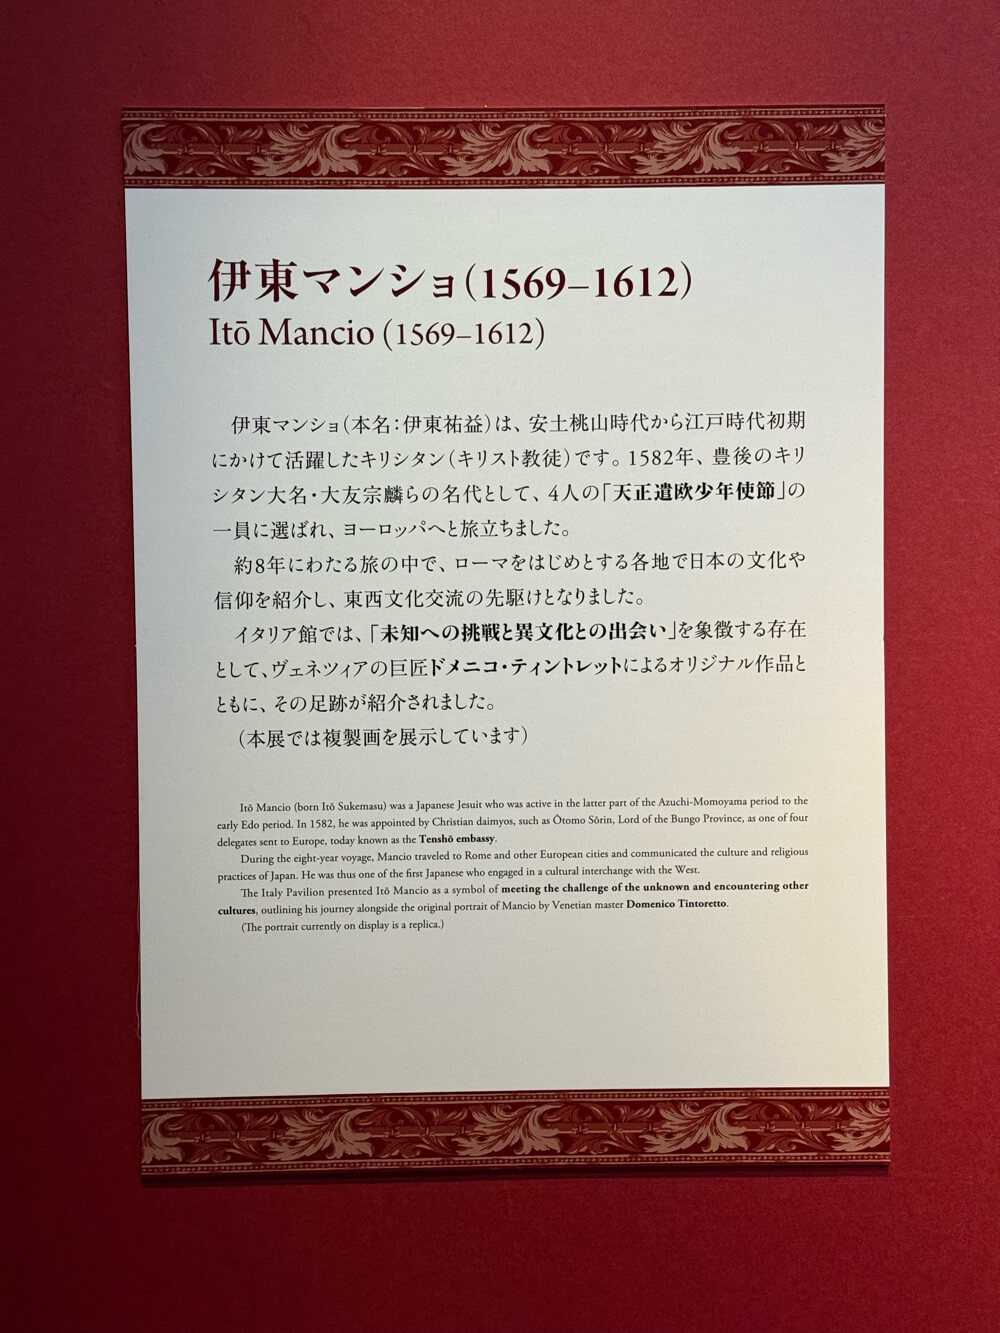 伊東マンショ(1569–1612)
Itō Mancio (1569–1612)
伊東マンショ(本名:伊東祐益)は、安土桃山時代から江戸時代初期
にかけて活躍したキリシタン(キリスト教徒)です。1582年、豊後のキリ
シタン大名・大友宗麟らの名代として、4人の「天正遣欧少年使節」の
一員に選ばれ、ヨーロッパへと旅立ちました。
約8年にわたる旅の中で、ローマをはじめとする各地で日本の文化や
信仰を紹介し、東西文化交流の先駆けとなりました。
イタリア館では、「未知への挑戦と異文化との出会い」を象徴する存在
として、ヴェネツィアの巨匠ドメニコ・ティントレットによるオリジナル作品と
ともに、その足跡が紹介されました。
(本展では複製画を展示しています)
Itō Mancio (born Itō Sukemasu) was a Japanese Jesuit who was active in the latter part of the Azuchi-Momoyama period to the
early Edo period. In 1582, he was appointed by Christian daimyos, such as Ōtomo Sōrin, Lord of the Bungo Province, as one of four
delegates sent to Europe, today known as the Tenshō embassy.
During the eight-year voyage, Mancio traveled to Rome and other European cities and communicated the culture and religious
practices of Japan. He was thus one of the first Japanese who engaged in a cultural interchange with the West.
The Italy Pavilion presented Itō Mancio as a symbol of meeting the challenge of the unknown and encountering other
cultures, outlining his journey alongside the original portrait of Mancio by Venetian master Domenico Tintoretto.
(The portrait currently on display is a replica.)